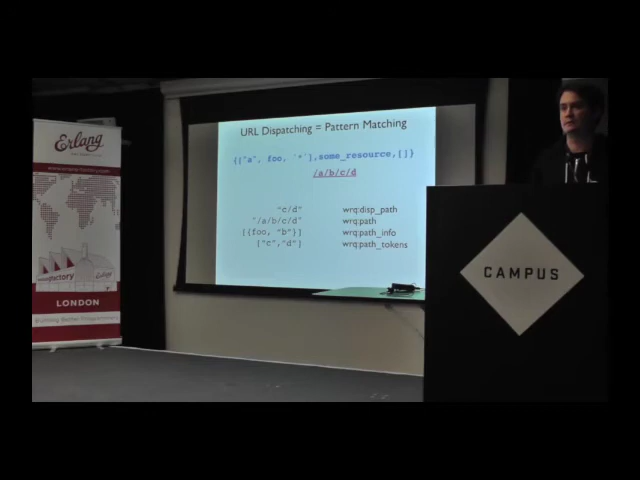 Erlang
LONDON
URL Dispatching = Pattern Matching
{["a", foo, '*'],some_resource,[]}
/a/b/c/d
"c/d" wrq:disp_path
"/a/b/c/d" wrq:path
[{foo, "b"}] wrq:path_info
["c","d"] wrq:path_tokens
CAMPUS